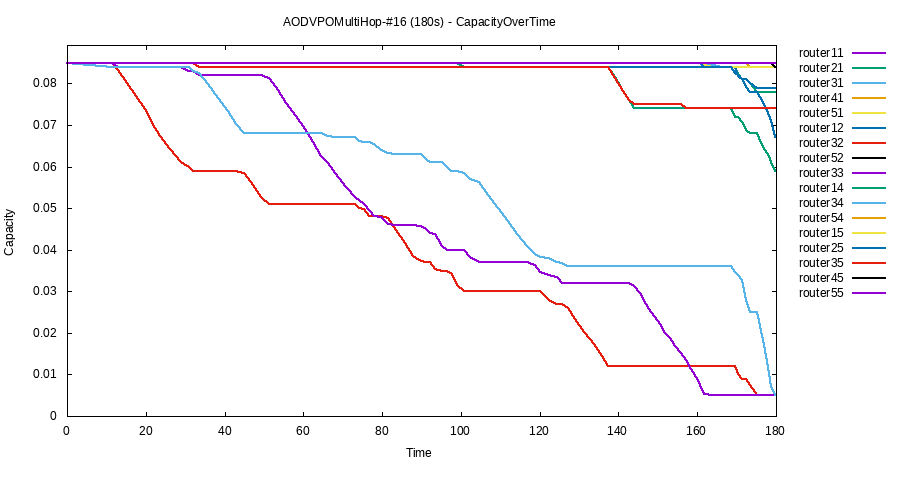 AODVPOMultiHop-#16 (180s) - CapacityOverTime
router11
router21
router31
router41
router51
router12
router32
router52
router33
router14
router34
router54
router15
router25
router35
router45
router55
Capacity
0.08
0.07
0.06
0.05
0.04
0.03
0.02
0.01
0
0 20 40 60 80 100 120 140 160 180
Time